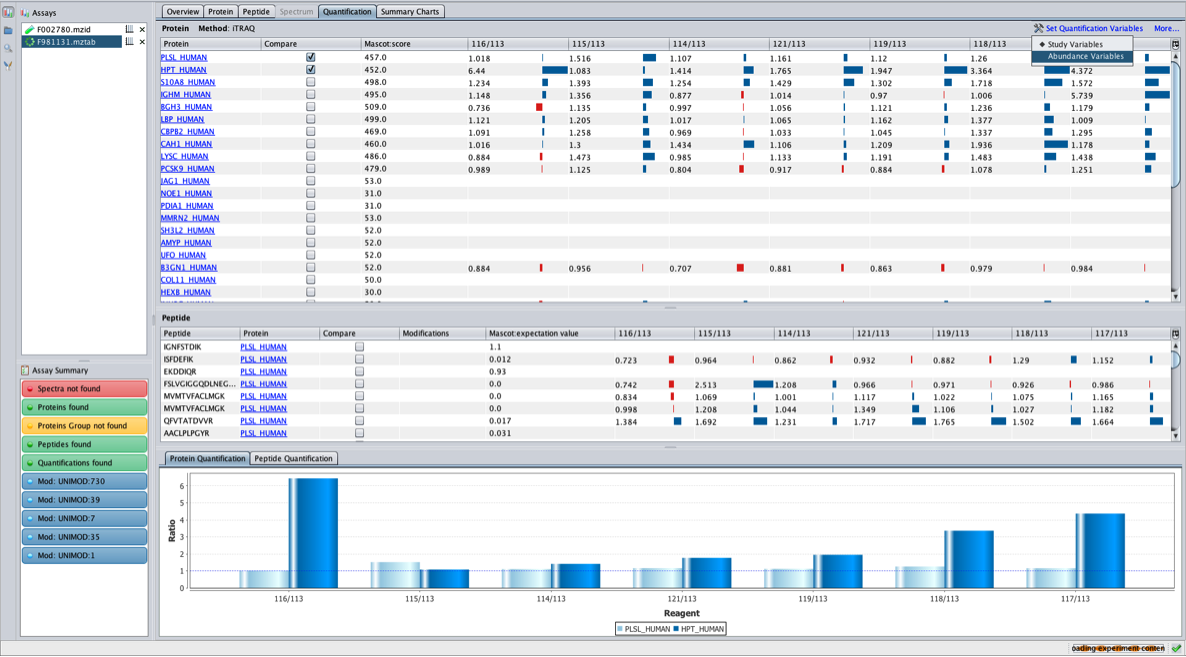 Assays
F002780.mzid
F981131.mztab
Assay Summary
Spectra not found
Proteins found
Proteins Group not found
Peptides found
Quantifications found
Mod: UNIMOD:730
Mod: UNIMOD:39
Mod: UNIMOD:7
Mod: UNIMOD:35
Mod: UNIMOD:1
Overview Protein Peptide Spectrum Quantification Summary Charts
Protein Method: iTRAQ Set Quantification Variables More...
Study Variables
Abundance Variables
Protein Compare Mascot:score 116/113 115/113 114/113 121/113 119/113 118/113
PLSL_HUMAN 457.0 1.018 1.516 1.107 1.161 1.12 1.26
HPT_HUMAN 452.0 6.44 1.083 1.414 1.765 1.947 3.364 4.372
S10A8_HUMAN 498.0 1.234 1.393 1.254 1.429 1.302 1.718 1.572
IGHM_HUMAN 495.0 1.148 1.356 0.877 1.014 0.97 1.006 5.739
BGH3_HUMAN 509.0 0.736 1.135 0.997 1.056 1.121 1.236 1.179
LBP_HUMAN 499.0 1.121 1.205 1.017 1.065 1.162 1.377 1.009
CBPB2_HUMAN 469.0 1.091 1.258 0.969 1.033 1.045 1.337 1.295
CAH1_HUMAN 460.0 1.016 1.3 1.434 1.106 1.209 1.936 1.178
LYSC_HUMAN 486.0 0.884 1.473 0.985 1.133 1.191 1.483 1.438
PCSK9_HUMAN 479.0 0.989 1.125 0.804 0.917 0.884 1.078 1.251
JAG1_HUMAN 53.0
NOE1_HUMAN 31.0
PDIA1_HUMAN 31.0
MMRN2_HUMAN 53.0
SH3L2_HUMAN 52.0
AMYP_HUMAN 52.0
UFO_HUMAN 52.0
B3GN1_HUMAN 52.0 0.884 0.956 0.707 0.881 0.863 0.979 0.984
COL11_HUMAN 50.0
HEXB_HUMAN 30.0
Peptide
Peptide Protein Compare Modifications Mascot:expectation value 116/113 115/113 114/113 121/113 119/113 118/113 117/113
IGNFSTDIK PLSL_HUMAN 1.1
ISFDEFIK PLSL_HUMAN 0.012 0.723 0.964 0.862 0.932 0.882 1.29 1.152
EKDDIQR PLSL_HUMAN 0.93
FSLVGIGGQDLNEG... PLSL_HUMAN 0.0 0.742 2.513 1.208 0.966 0.971 0.926 0.986
MVMTVFACLMGK PLSL_HUMAN 0.0 0.834 1.069 1.001 1.117 1.022 1.075 1.165
MVMTVFACLMGK PLSL_HUMAN 0.0 0.998 1.208 1.044 1.349 1.106 1.027 1.182
QFVTATDVVR PLSL_HUMAN 0.017 1.384 1.692 1.231 1.717 1.765 1.502 1.664
AACLPLPGYR PLSL_HUMAN 0.031
Protein Quantification Peptide Quantification
Ratio
6
5
4
3
2
1
0
116/113 115/113 114/113 121/113 119/113 118/113 117/113
Reagent
PLSL_HUMAN HPT_HUMAN
oading experiment conten